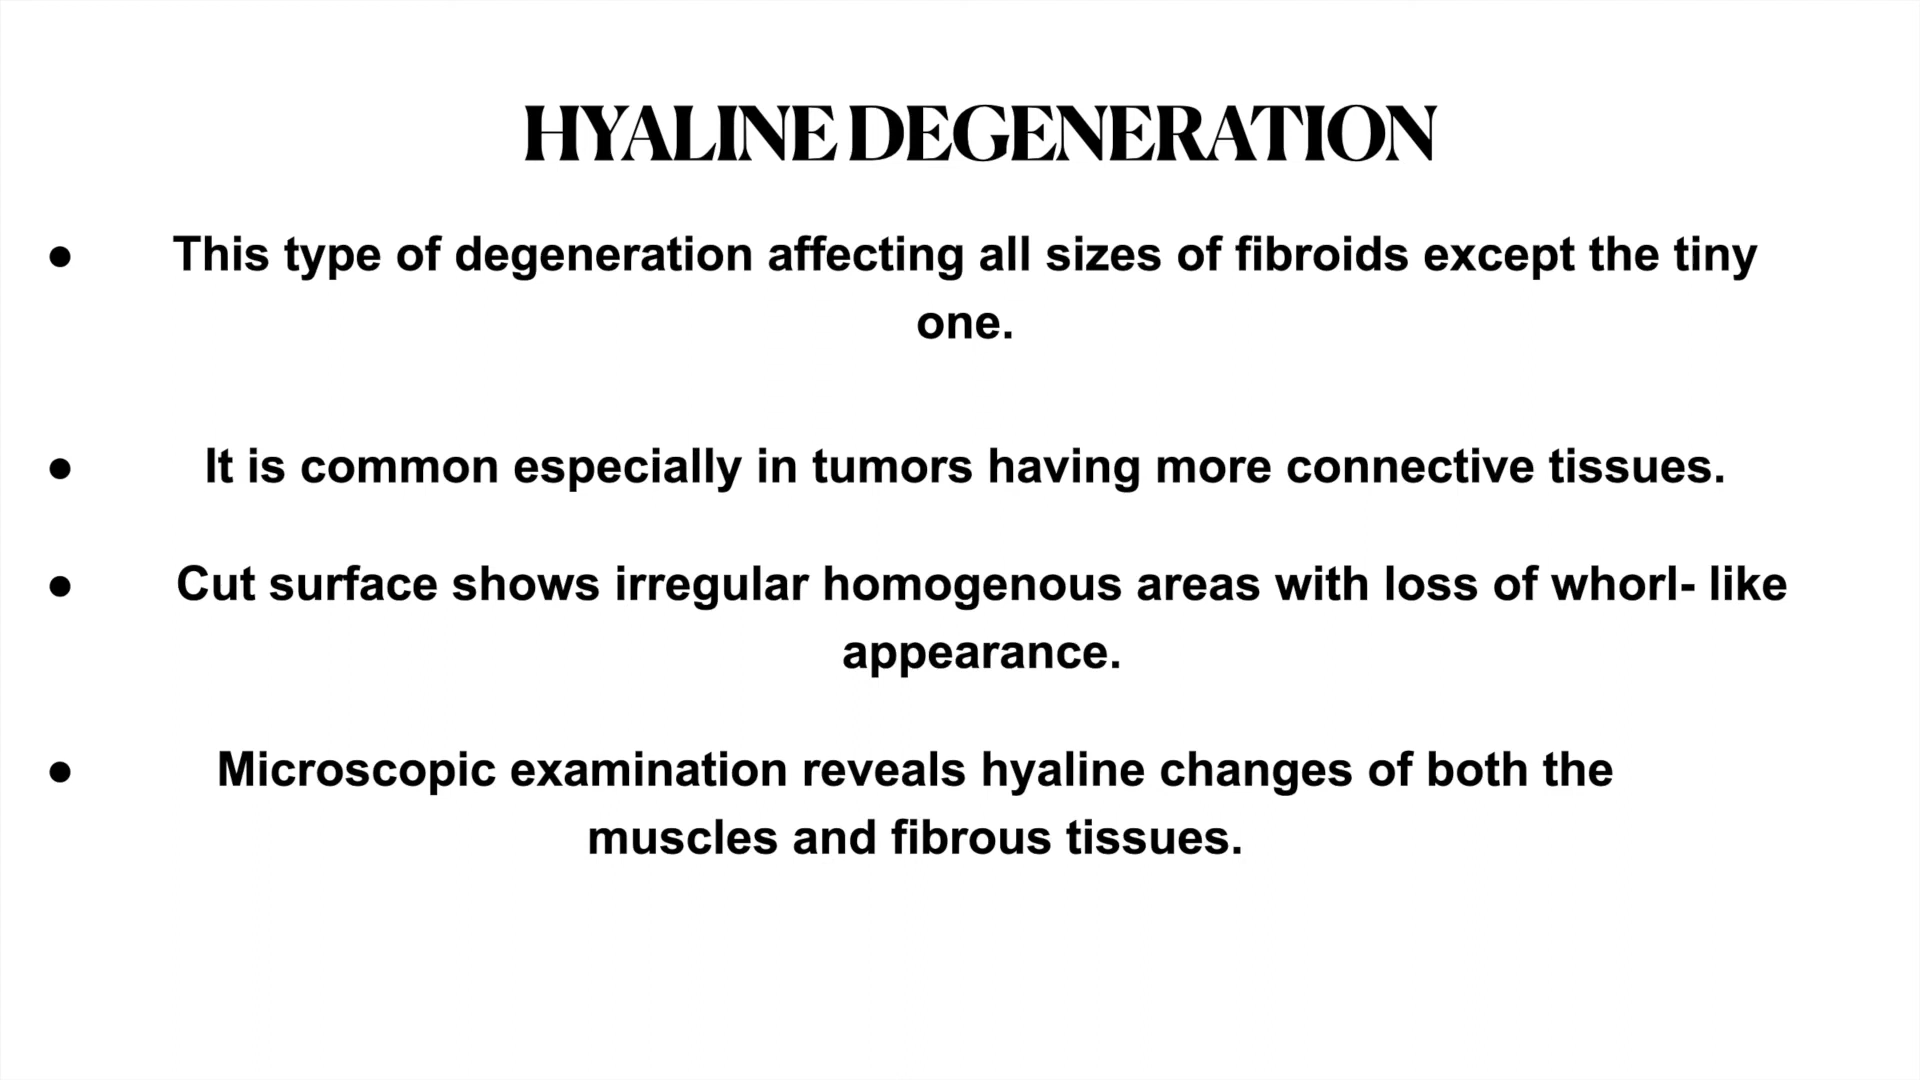 HYALINE DEGENERATION
● This type of degeneration affecting all sizes of fibroids except the tiny
one.
● It is common especially in tumors having more connective tissues.
● Cut surface shows irregular homogenous areas with loss of whorl- like
appearance.
● Microscopic examination reveals hyaline changes of both the
muscles and fibrous tissues.